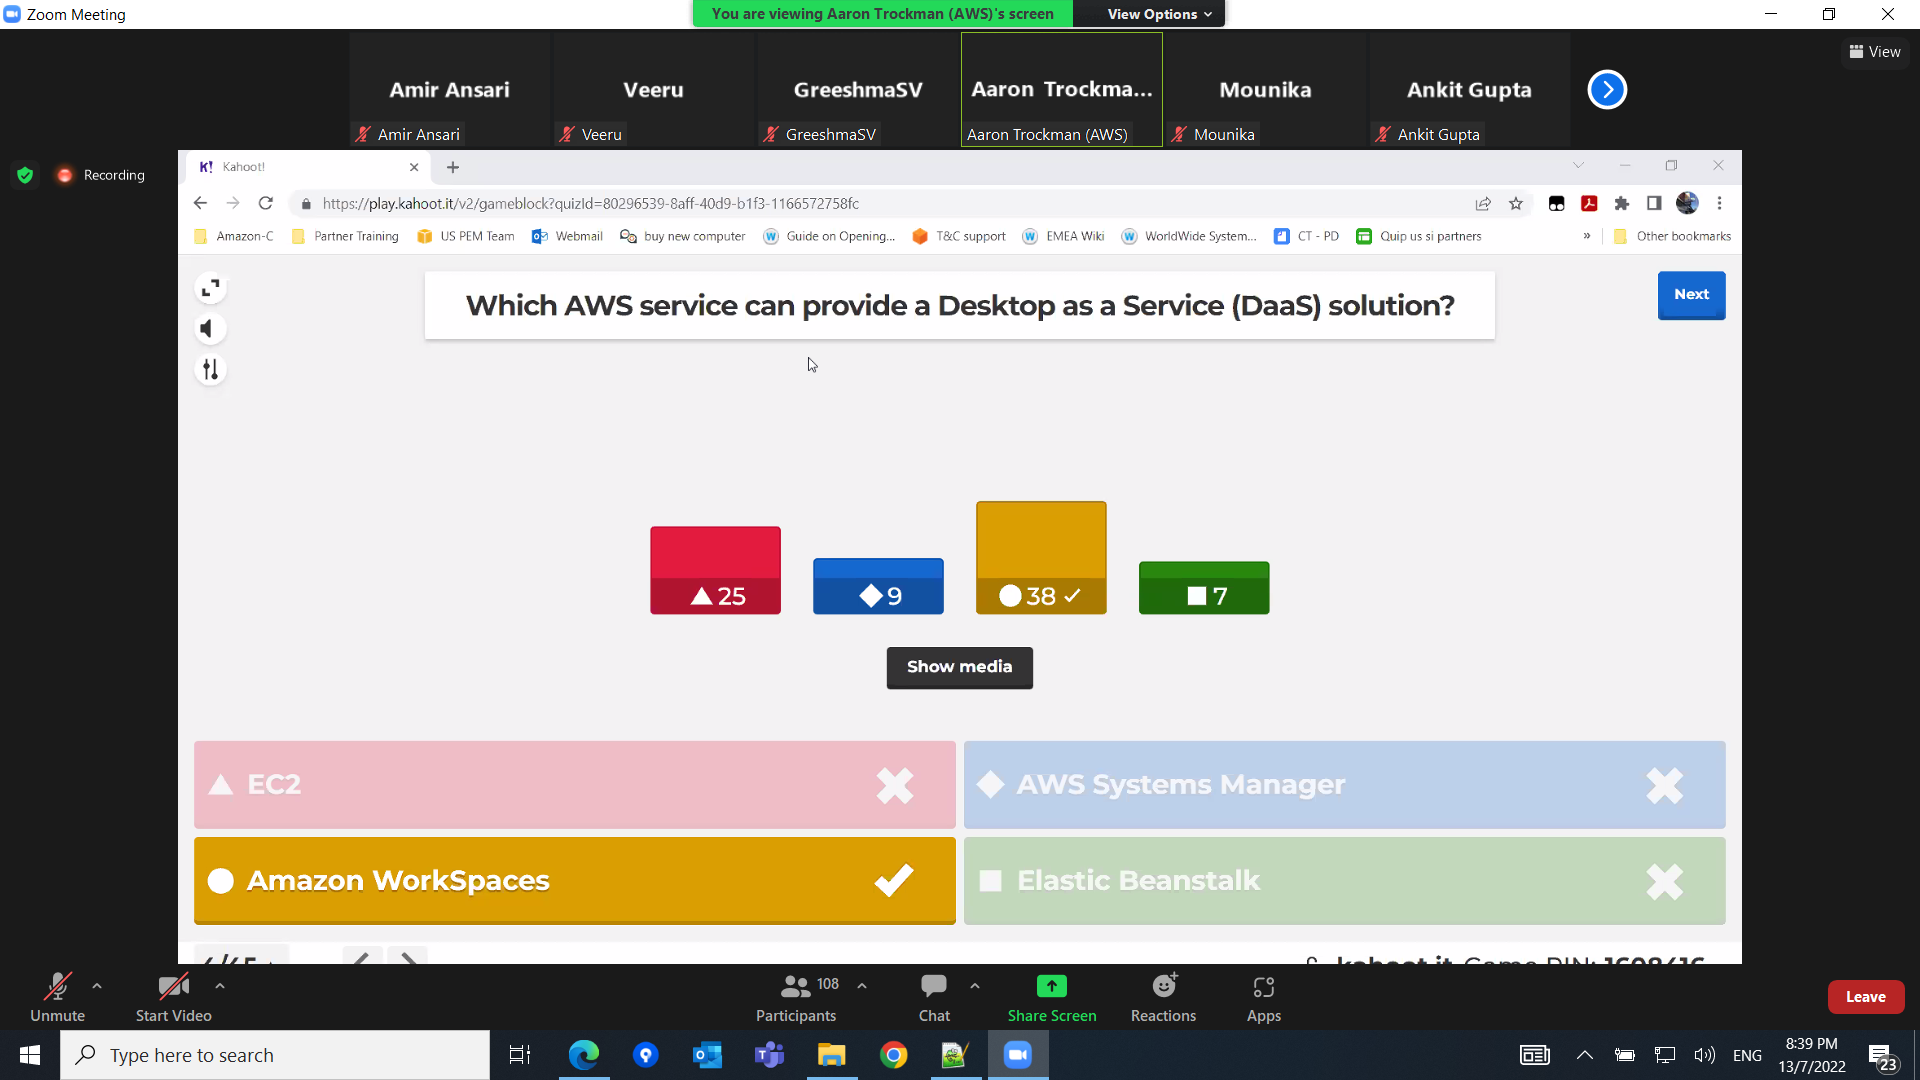 Zoom Meeting
You are viewing Aaron Trockman (AWS)'s screen
View Options
View
Amir Ansari
Veeru
GreeshmaSV
Aaron Trockma...
Mounika
Ankit Gupta
Amir Ansari
Veeru
GreeshmaSV
Aaron Trockman (AWS)
Mounika
Ankit Gupta
Recording
K! Kahoot!
https://play.kahoot.it/v2/gameblock?quizId=80296539-8aff-40d9-b1f3-1166572758fc
Amazon-C
Partner Training
US PEM Team
Webmail
buy new computer
Guide on Opening...
T&C support
EMEA Wiki
WorldWide System...
CT - PD
Quip us si partners
»
Other bookmarks
Which AWS service can provide a Desktop as a Service (DaaS) solution?
Next
25
9
38
7
Show media
EC2
AWS Systems Manager
Amazon WorkSpaces
Elastic Beanstalk
kahoot.it Game PIN: 1608416
Unmute
Start Video
108
Participants
Chat
Share Screen
Reactions
Apps
Leave
Type here to search
ENG
8:39 PM
13/7/2022
23